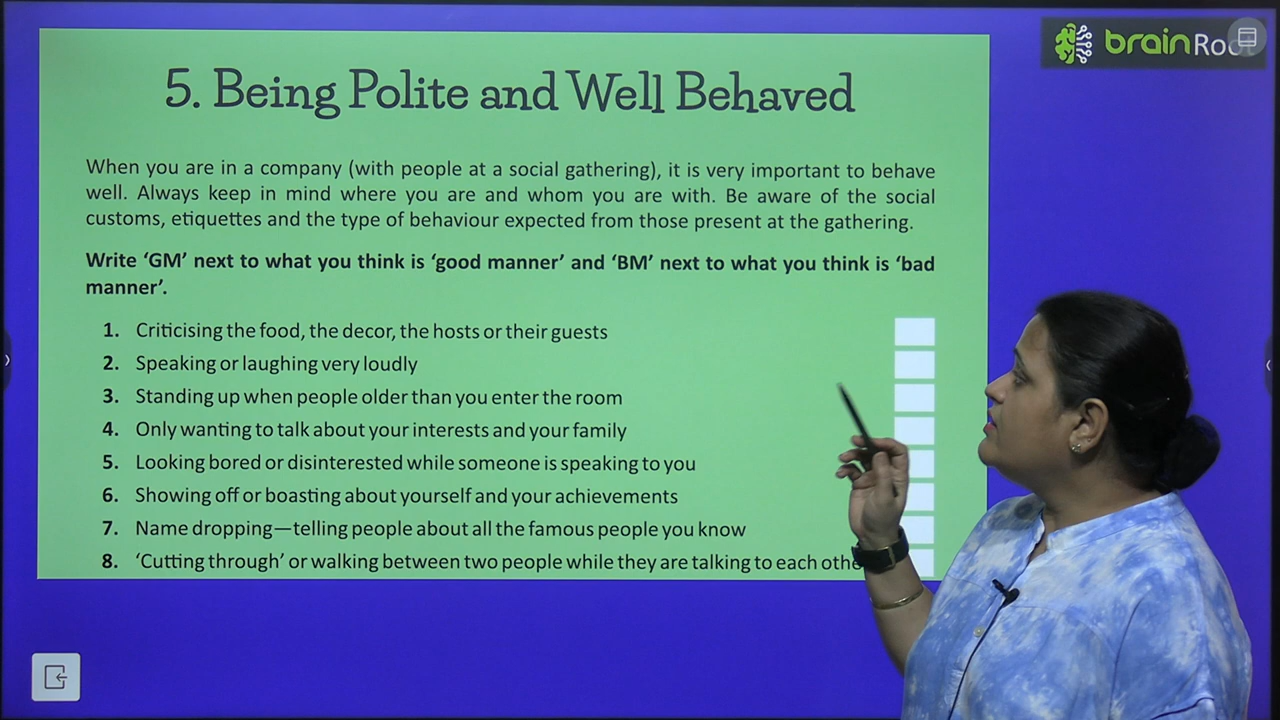 brainRoot
5. Being Polite and Well Behaved
When you are in a company (with people at a social gathering), it is very important to behave
well. Always keep in mind where you are and whom you are with. Be aware of the social
customs, etiquettes and the type of behaviour expected from those present at the gathering.
Write ‘GM’ next to what you think is ‘good manner’ and ‘BM’ next to what you think is ‘bad
manner’.
1. Criticising the food, the decor, the hosts or their guests
2. Speaking or laughing very loudly
3. Standing up when people older than you enter the room
4. Only wanting to talk about your interests and your family
5. Looking bored or disinterested while someone is speaking to you
6. Showing off or boasting about yourself and your achievements
7. Name dropping—telling people about all the famous people you know
8. ‘Cutting through’ or walking between two people while they are talking to each othe